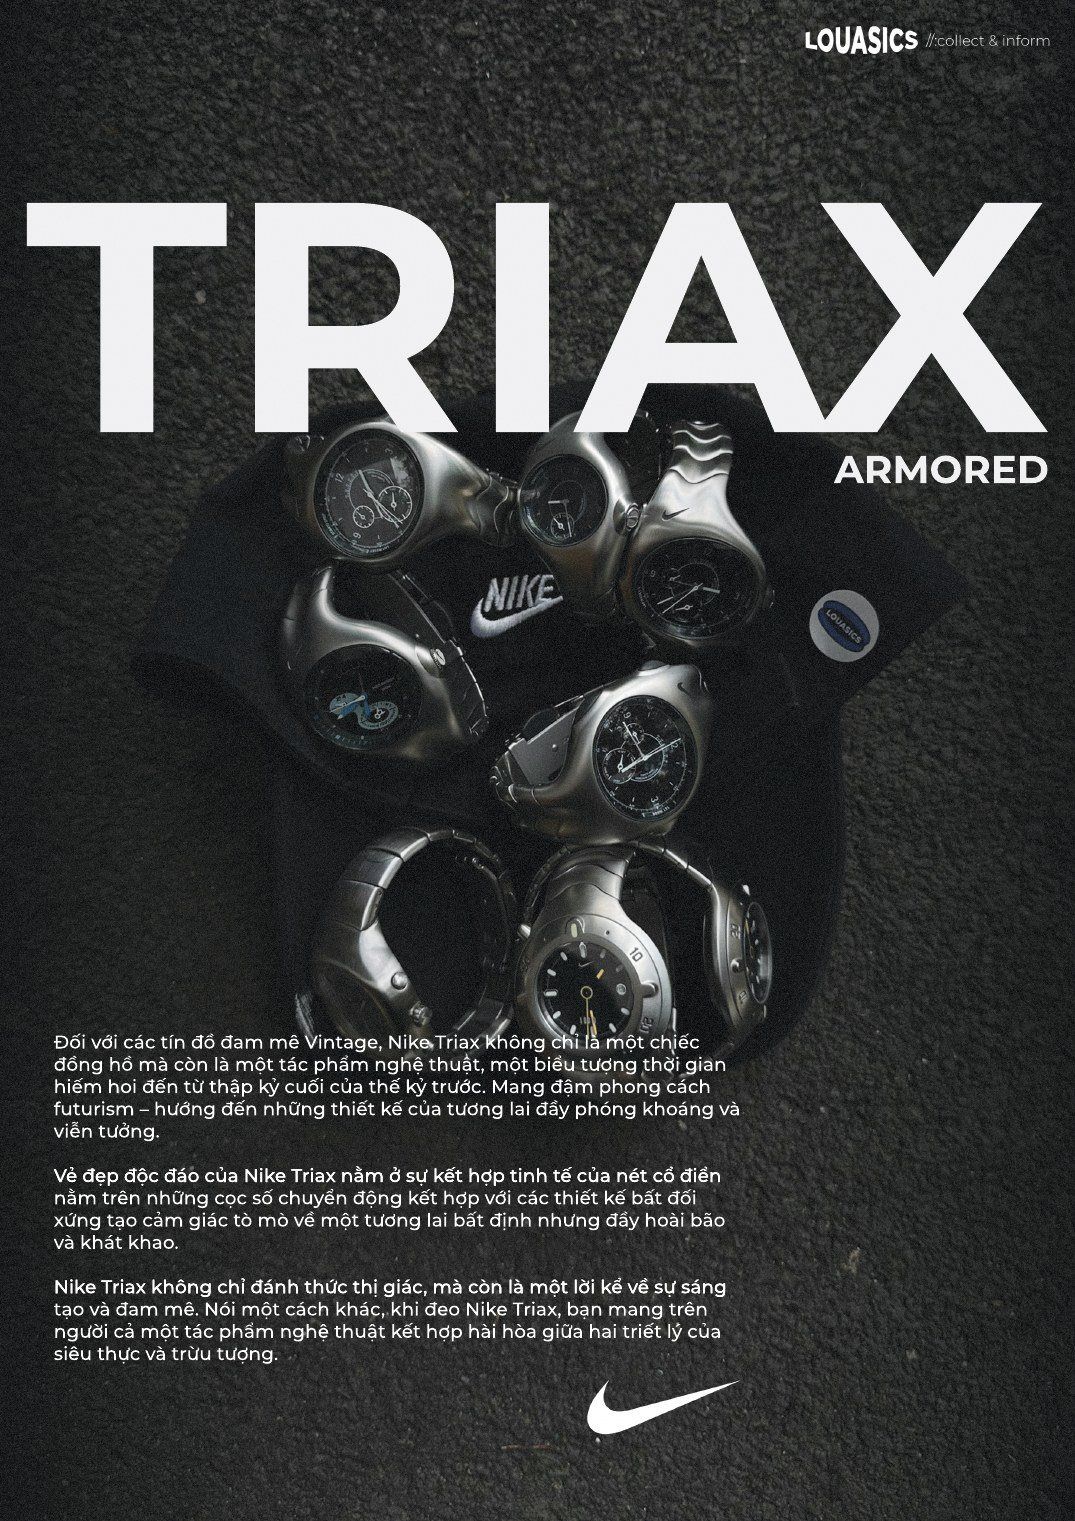 LOUASICS //:collect & inform
TRIAX
ARMORED
NIKE
LOUASICS
10
Đối với các tín đồ đam mê Vintage, Nike Triax không chỉ là một chiếc
đồng hồ mà còn là một tác phẩm nghệ thuật, một biểu tượng thời gian
hiếm hoi đến từ thập kỷ cuối của thế kỷ trước. Mang đậm phong cách
futurism – hướng đến những thiết kế của tương lai đầy phóng khoáng và
viễn tưởng.
Vẻ đẹp độc đáo của Nike Triax nằm ở sự kết hợp tinh tế của nét cổ điển
nằm trên những cọc số chuyển động kết hợp với các thiết kế bất đối
xứng tạo cảm giác tò mò về một tương lai bất định nhưng đầy hoài bão
và khát khao.
Nike Triax không chỉ đánh thức thị giác, mà còn là một lời kể về sự sáng
tạo và đam mê. Nói một cách khác, khi đeo Nike Triax, bạn mang trên
người cả một tác phẩm nghệ thuật kết hợp hài hòa giữa hai triết lý của
siêu thực và trừu tượng.